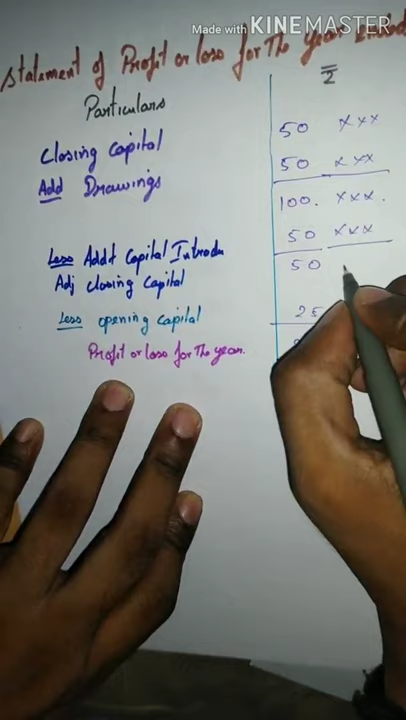 Made with KINEMASTER
Statement of Profit or loss for The Year
₹
Particulars
Closing Capital 50 xxx
Add Drawings 50 xxx
100. xxx.
Less Addt Capital Introdu 50 xxx
Adj closing Capital 50
Less opening capital 25
Profit or loss for The year.